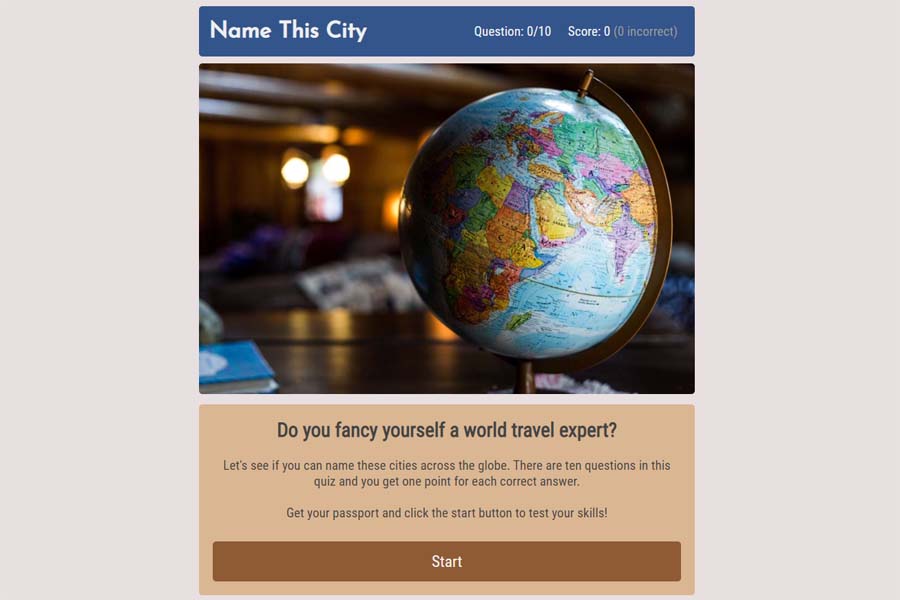 Name This City
Question: 0/10
Score: 0 (0 incorrect)
Do you fancy yourself a world travel expert?
Let's see if you can name these cities across the globe. There are ten questions in this
quiz and you get one point for each correct answer.
Get your passport and click the start button to test your skills!
Start